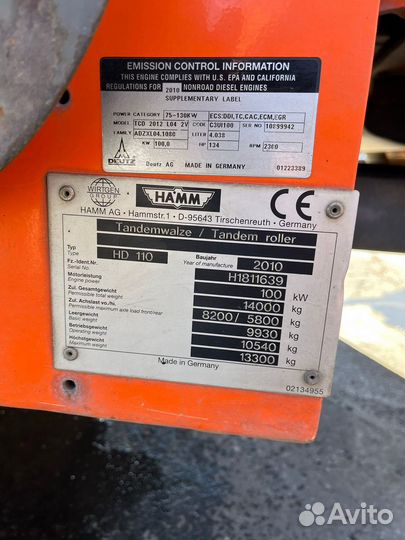 EMISSION CONTROL INFORMATION
THIS ENGINE COMPLIES WITH U.S. EPA AND CALIFORNIA
REGULATIONS FOR 2010 NONROAD DIESEL ENGINES
SUPPLEMENTARY LABEL
POWER CATEGORY 75-130KW ECS:DDI,TC,CAC,ECM,EGR
MODEL TCD 2012 L04 2V CODE C3U0100 SER.NO 10899942
FAMILY ADZXL04.1080 LITER 4.038
KW 100,0 HP 134 RPM 2300
DEUTZ Deutz AG MADE IN GERMANY 01223389
WIRTGEN GROUP HAMM CE
HAMM AG • Hammstr.1 • D-95643 Tirschenreuth • Germany
Tandemwalze / Tandem roller
Typ
Type HD 110
Baujahr
Year of manufacture 2010
Fz.-Ident.Nr.
Serial No. H1811639
Motorleistung
Engine power 100 kW
Zul. Gesamtgewicht
Permissible total weight 14000 kg
Zul. Achslast vo./hi.
Permissible maximum axle load front/rear 8200/ 5800 kg
Leergewicht
Basic weight 9930 kg
Betriebsgewicht
Operating weight 10540 kg
Höchstgewicht
Maximum weight 13300 kg
Made in Germany
02134955
Avito